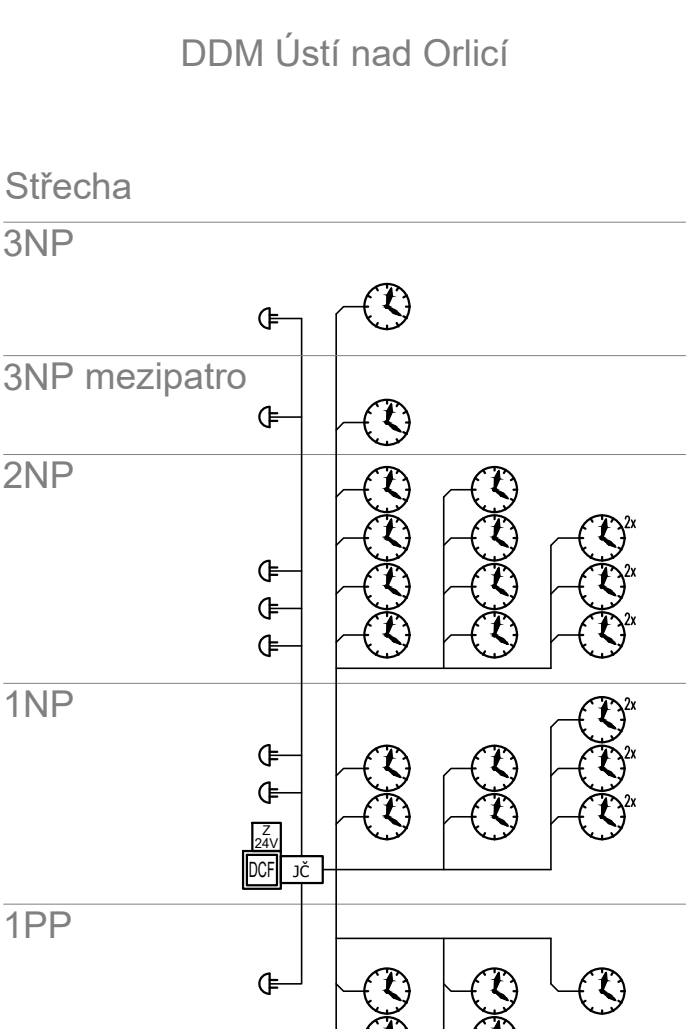 DDM Ústí nad Orlicí
Střecha
3NP
3NP mezipatro
2NP
2x
2x
2x
1NP
2x
2x
2x
Z
24V
DCF
JČ
1PP